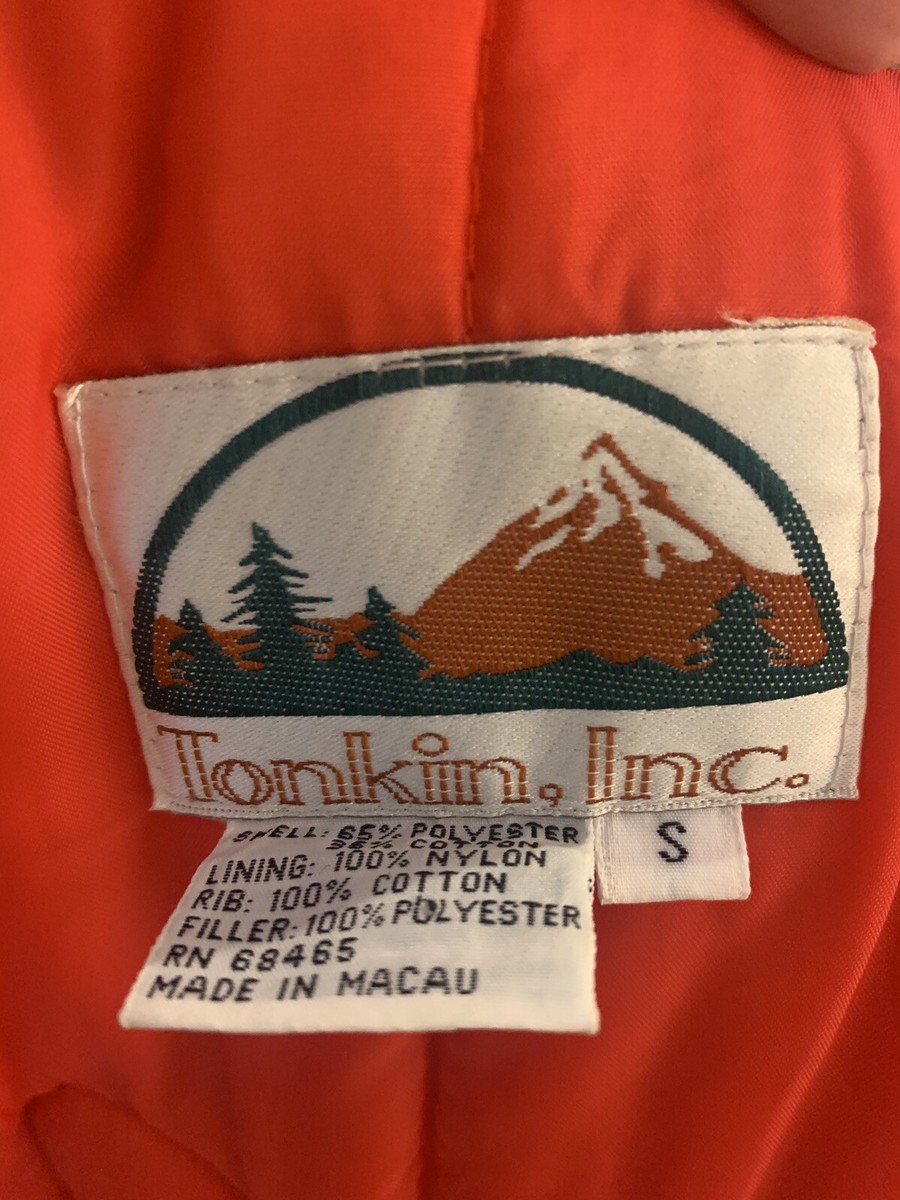 Tonkin, Inc.
SHELL: 65% POLYESTER
COTTON
LINING: 100% NYLON
RIB: 100% COTTON
FILLER: 100% POLYESTER
RN 68465
MADE IN MACAU
S